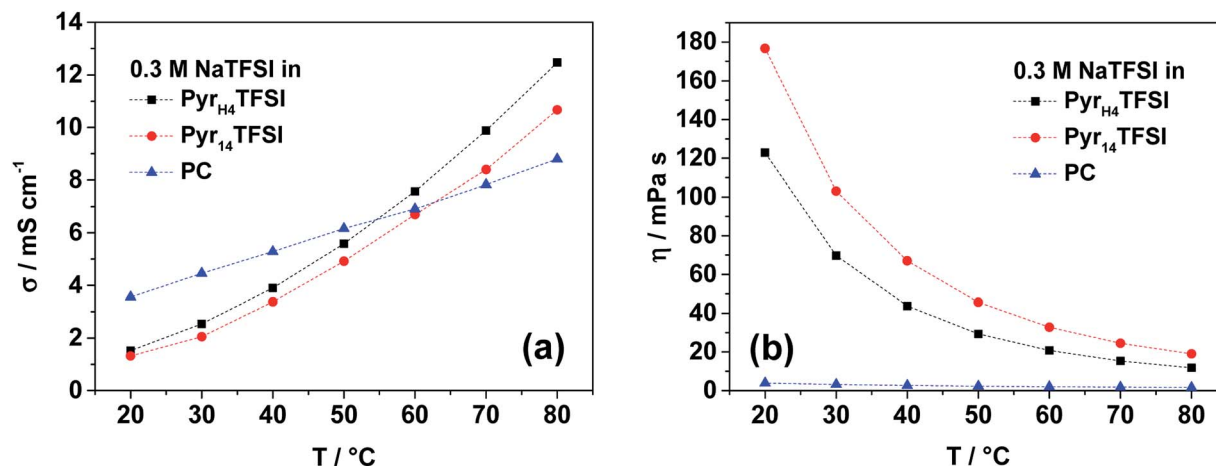 14
12
10
8
6
4
2
0
σ / mS cm⁻¹
0.3 M NaTFSI in
Pyr_H4TFSI
Pyr₁₄TFSI
PC
(a)
20 30 40 50 60 70 80
T / °C
180
160
140
120
100
80
60
40
20
0
η / mPa s
0.3 M NaTFSI in
Pyr_H4TFSI
Pyr₁₄TFSI
PC
(b)
20 30 40 50 60 70 80
T / °C